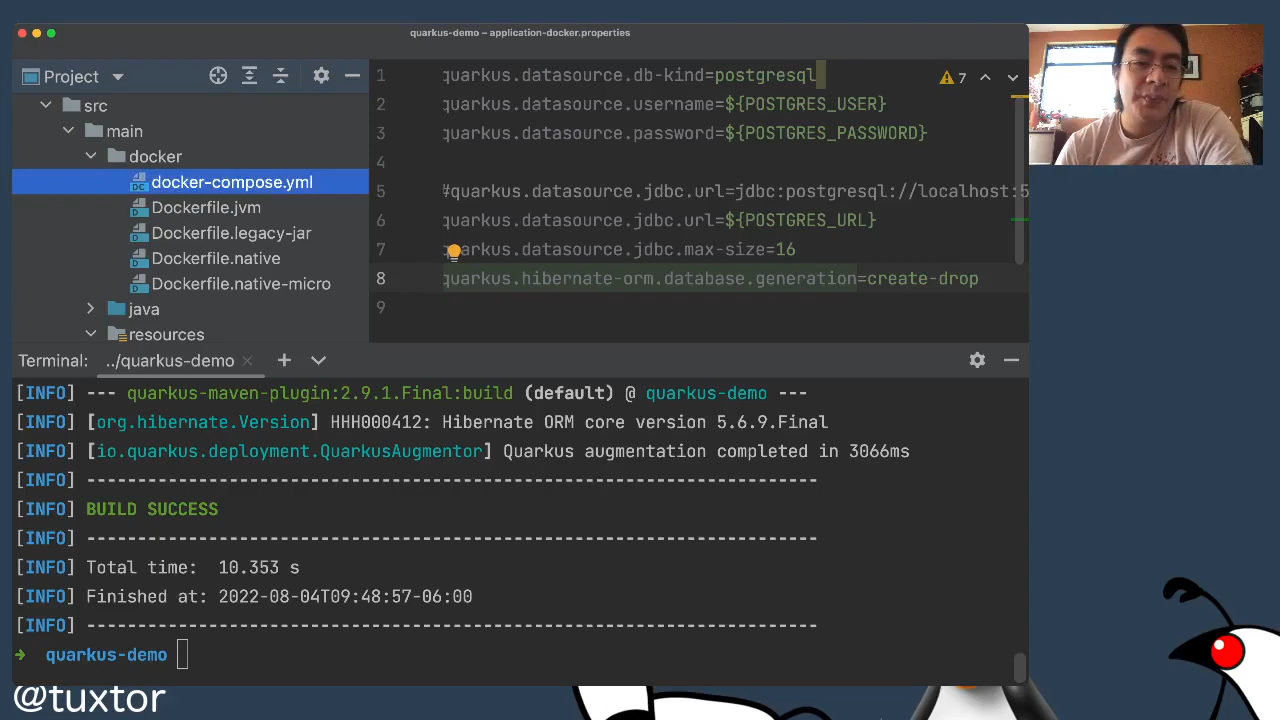 quarkus-demo – application-docker.properties
Project
src
main
docker
docker-compose.yml
Dockerfile.jvm
Dockerfile.legacy-jar
Dockerfile.native
Dockerfile.native-micro
java
resources
1 quarkus.datasource.db-kind=postgresql
7
2 quarkus.datasource.username=${POSTGRES_USER}
3 quarkus.datasource.password=${POSTGRES_PASSWORD}
4
5 #quarkus.datasource.jdbc.url=jdbc:postgresql://localhost:5
6 quarkus.datasource.jdbc.url=${POSTGRES_URL}
7 quarkus.datasource.jdbc.max-size=16
8 quarkus.hibernate-orm.database.generation=create-drop
9
Terminal: ../quarkus-demo
[INFO] --- quarkus-maven-plugin:2.9.1.Final:build (default) @ quarkus-demo ---
[INFO] [org.hibernate.Version] HHH000412: Hibernate ORM core version 5.6.9.Final
[INFO] [io.quarkus.deployment.QuarkusAugmentor] Quarkus augmentation completed in 3066ms
[INFO] ------------------------------------------------------------------------
[INFO] BUILD SUCCESS
[INFO] ------------------------------------------------------------------------
[INFO] Total time:  10.353 s
[INFO] Finished at: 2022-08-04T09:48:57-06:00
[INFO] ------------------------------------------------------------------------
→ quarkus-demo
@tuxtor